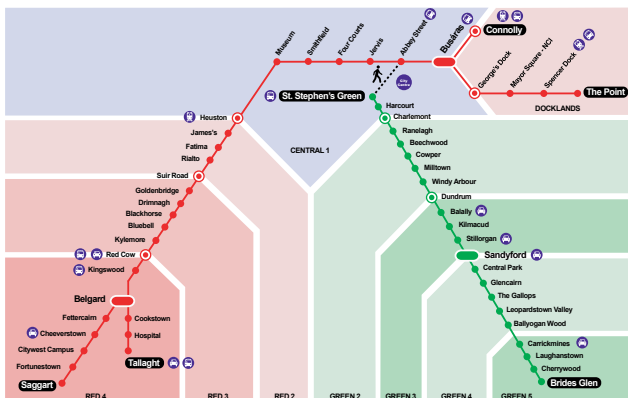 Museum
Smithfield
Four Courts
Jervis
Abbey Street
Busáras
Connolly
George's Dock
Mayor Square - NCI
Spencer Dock
The Point
DOCKLANDS
City
Centre
St. Stephen's Green
Harcourt
Charlemont
Ranelagh
Beechwood
Cowper
Milltown
Windy Arbour
Dundrum
Balally
Kilmacud
Stillorgan
Sandyford
Central Park
Glencairn
The Gallops
Leopardstown Valley
Ballyogan Wood
Carrickmines
Laughanstown
Cherrywood
Brides Glen
CENTRAL 1
Heuston
James's
Fatima
Rialto
Suir Road
Goldenbridge
Drimnagh
Blackhorse
Bluebell
Kylemore
Red Cow
Kingswood
Belgard
Fettercairn
Cheeverstown
Citywest Campus
Fortunestown
Saggart
Cookstown
Hospital
Tallaght
RED 4
RED 3
RED 2
GREEN 2
GREEN 3
GREEN 4
GREEN 5